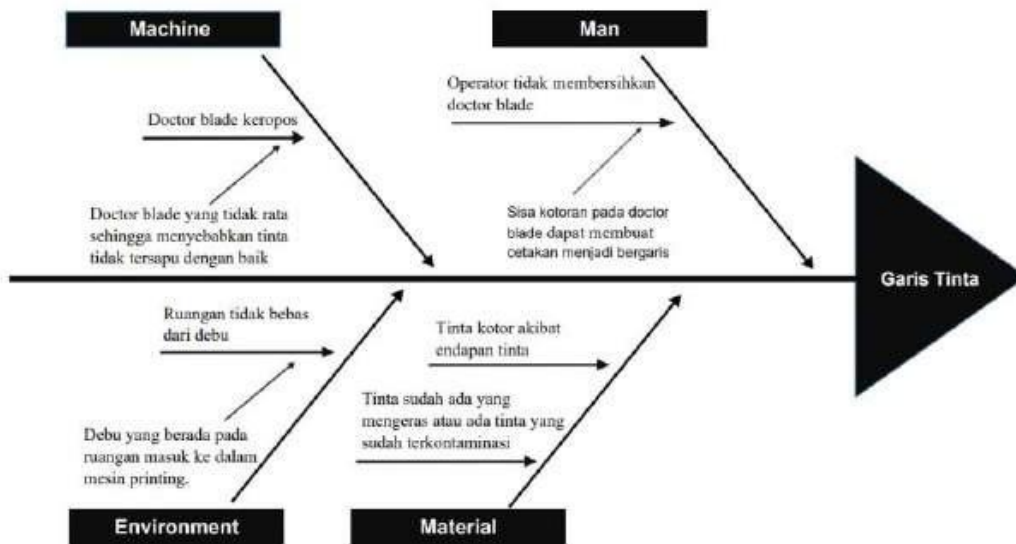 Machine
Man
Operator tidak membersihkan
doctor blade
Doctor blade keropos
Doctor blade yang tidak rata
sehingga menyebabkan tinta
tidak tersapu dengan baik
Sisa kotoran pada doctor
blade dapat membuat
cetakan menjadi bergaris
Garis Tinta
Ruangan tidak bebas
dari debu
Tinta kotor akibat
endapan tinta
Tinta sudah ada yang
mengeras atau ada tinta yang
sudah terkontaminasi
Debu yang berada pada
ruangan masuk ke dalam
mesin printing.
Environment
Material